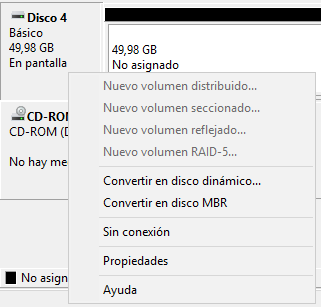 Disco 4
Básico
49,98 GB
En pantalla
49,98 GB
No asignado
Nuevo volumen distribuido...
Nuevo volumen seccionado...
Nuevo volumen reflejado...
Nuevo volumen RAID-5...
Convertir en disco dinámico...
Convertir en disco MBR
Sin conexión
Propiedades
Ayuda
CD-ROM
CD-ROM (D
No hay me
No asign